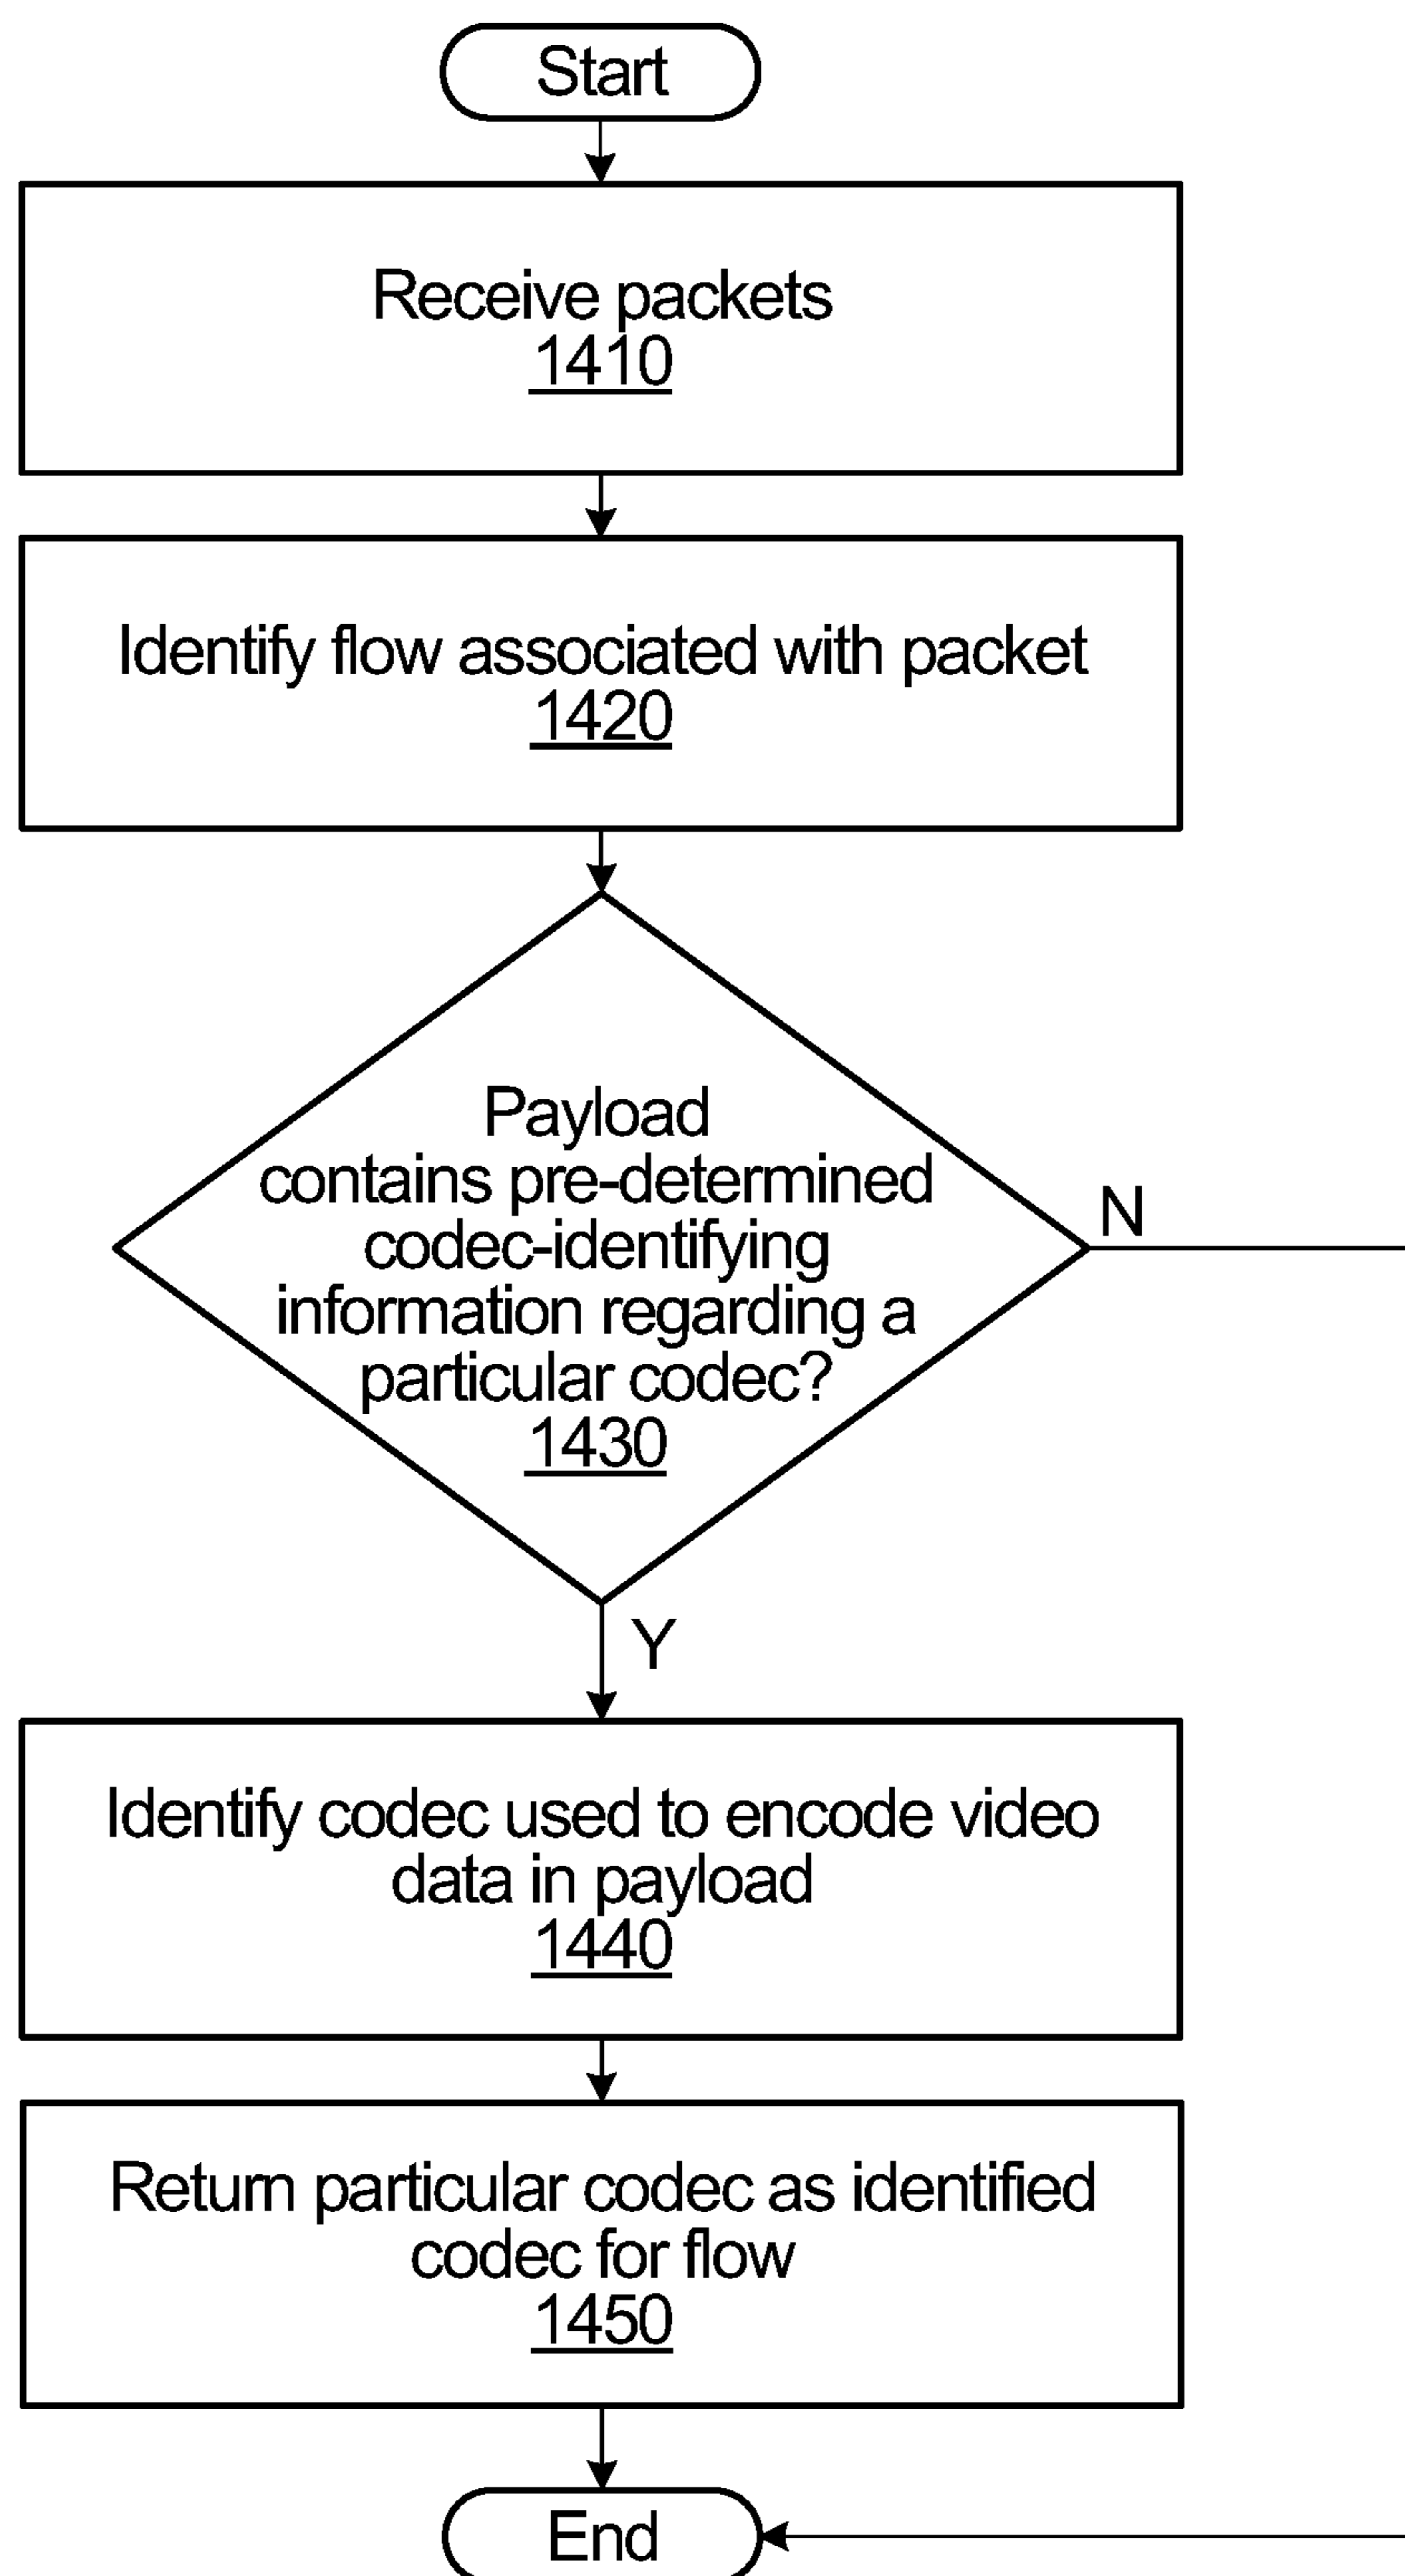 Start
Receive packets
1410
Identify flow associated with packet
1420
Payload
contains pre-determined
codec-identifying
information regarding a
particular codec?
1430
N
Y
Identify codec used to encode video
data in payload
1440
Return particular codec as identified
codec for flow
1450
End